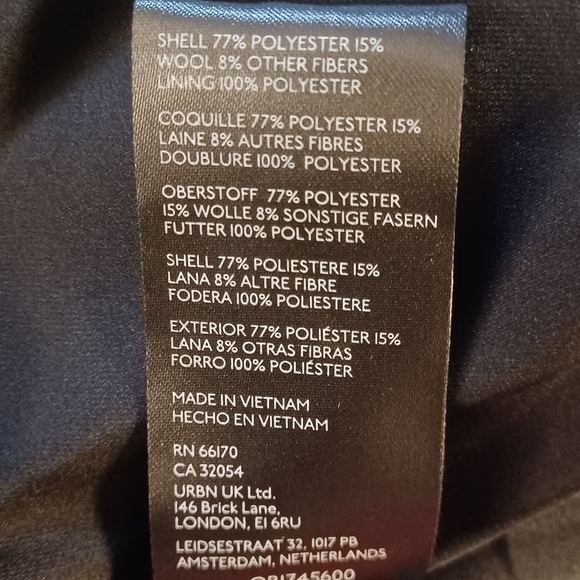 SHELL 77% POLYESTER 15%
WOOL 8% OTHER FIBERS
LINING 100% POLYESTER
COQUILLE 77% POLYESTER 15%
LAINE 8% AUTRES FIBRES
DOUBLURE 100% POLYESTER
OBERSTOFF 77% POLYESTER
15% WOLLE 8% SONSTIGE FASERN
FUTTER 100% POLYESTER
SHELL 77% POLIESTERE 15%
LANA 8% ALTRE FIBRE
FODERA 100% POLIESTERE
EXTERIOR 77% POLIÉSTER 15%
LANA 8% OTRAS FIBRAS
FORRO 100% POLIÉSTER
MADE IN VIETNAM
HECHO EN VIETNAM
RN 66170
CA 32054
URBN UK Ltd.
146 Brick Lane,
LONDON, E1 6RU
LEIDSESTRAAT 32, 1017 PB
AMSTERDAM, NETHERLANDS